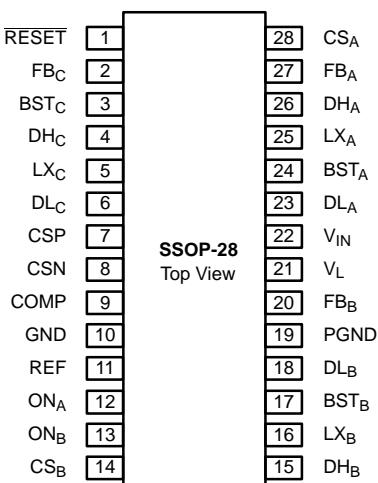 RESET 1 28 CSA
FBC 2 27 FBA
BSTC 3 26 DHA
DHC 4 25 LXA
LXC 5 24 BSTA
DLC 6 23 DLA
CSP 7 22 VIN
SSOP-28
CSN 8 21 VL
Top View
COMP 9 20 FBB
GND 10 19 PGND
REF 11 18 DLB
ONA 12 17 BSTB
ONB 13 16 LXB
CSB 14 15 DHB